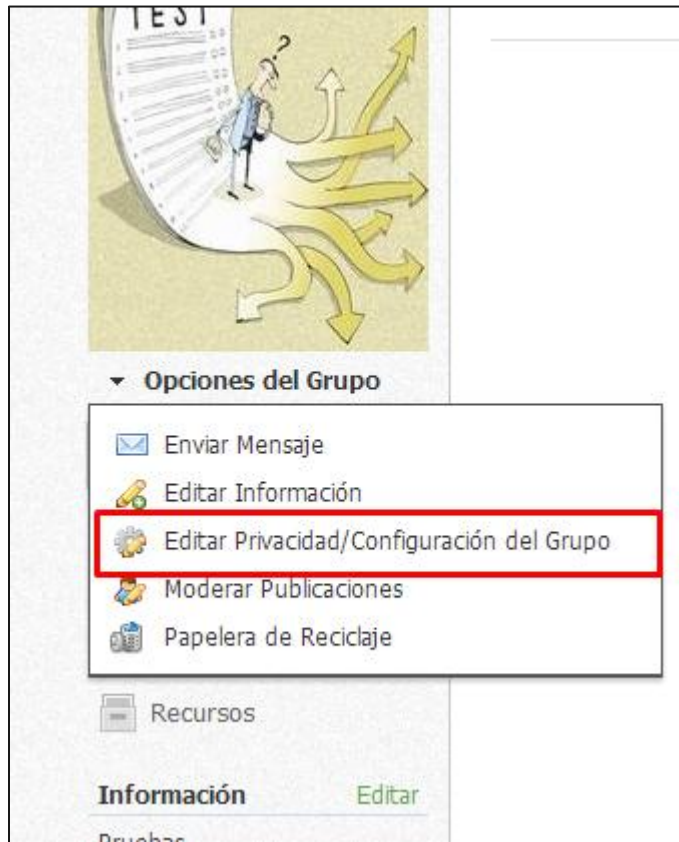 TEST
?
Opciones del Grupo
Enviar Mensaje
Editar Información
Editar Privacidad/Configuración del Grupo
Moderar Publicaciones
Papelera de Reciclaje
Recursos
Información Editar
Pruebas